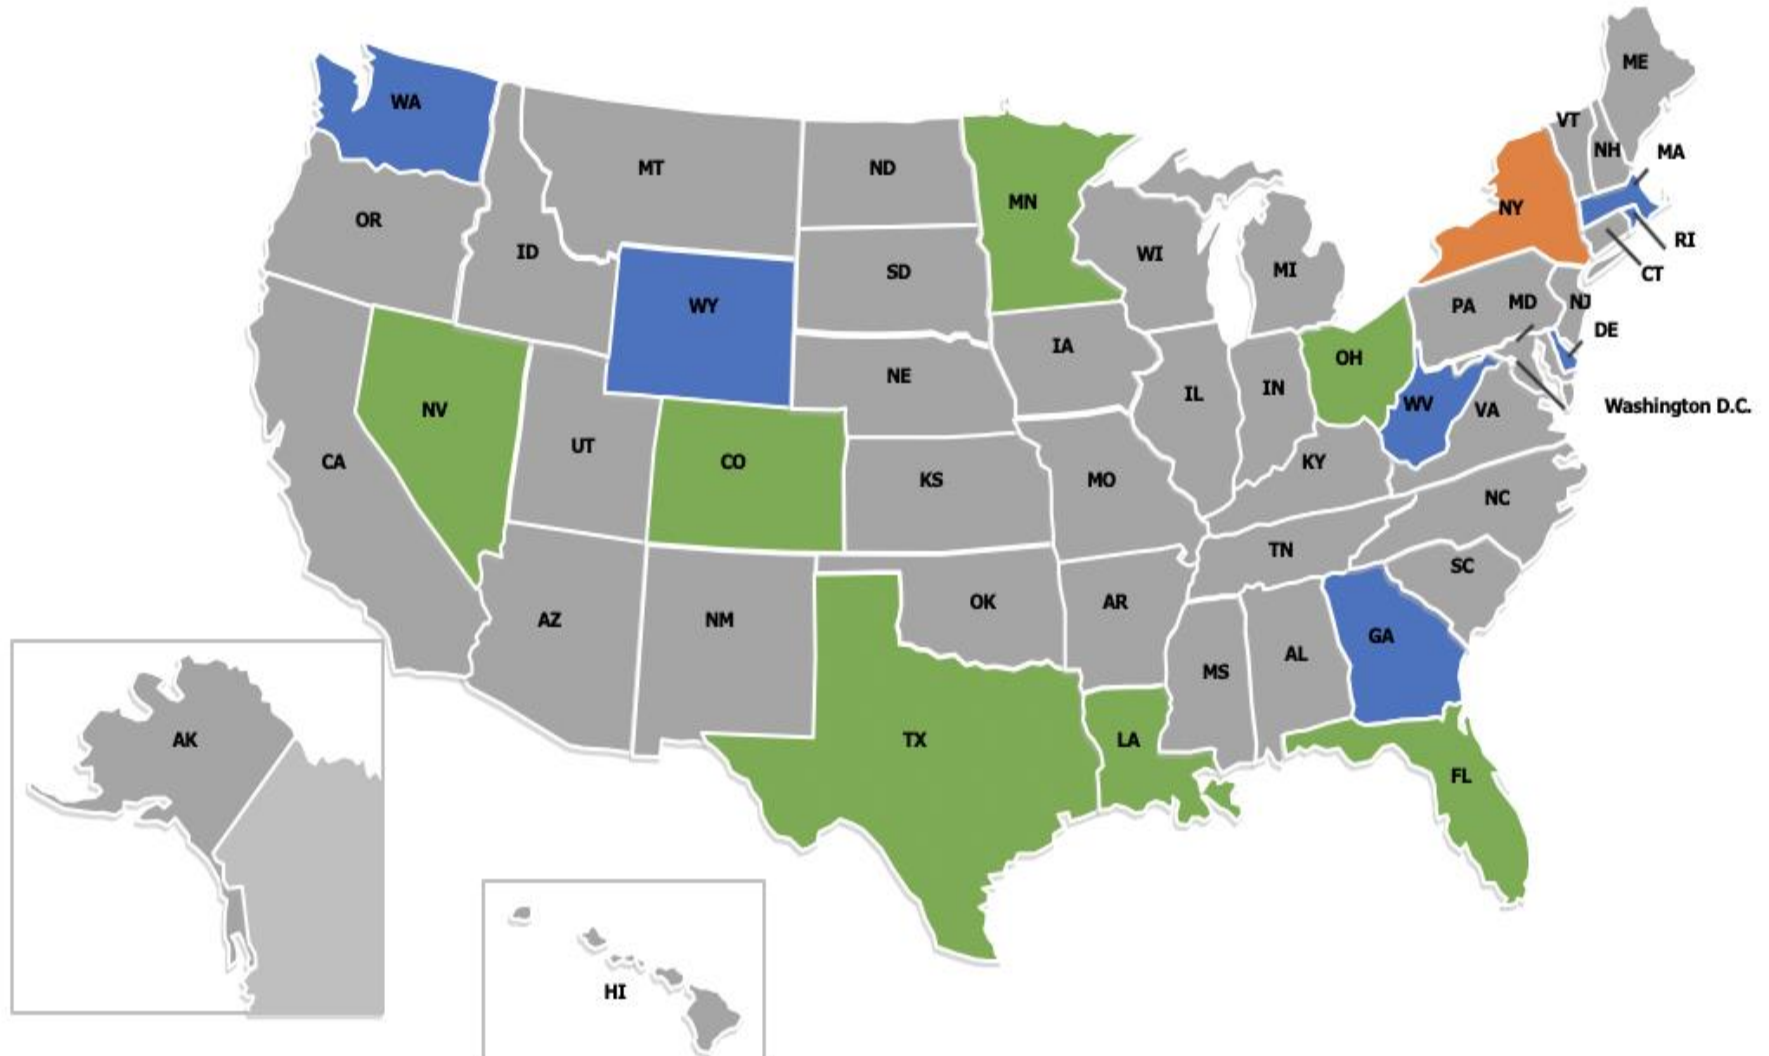 ME
WA
VT
NH
MA
MT
ND
MN
NY
OR
RI
ID
WI
CT
SD
MI
WY
PA
MD
NJ
DE
IA
OH
NE
IL
IN
WV
VA
Washington D.C.
NV
UT
CA
CO
KS
MO
KY
NC
TN
SC
AZ
NM
OK
AR
GA
MS
AL
AK
TX
LA
FL
HI